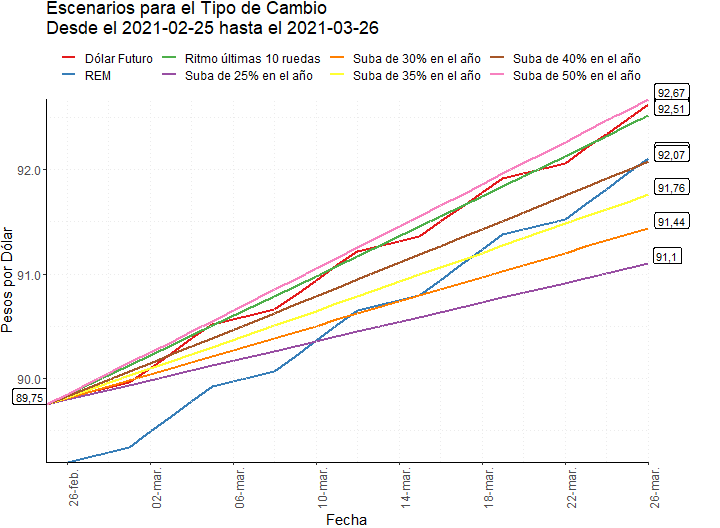 Escenarios para el Tipo de Cambio
Desde el 2021-02-25 hasta el 2021-03-26
Dólar Futuro
Ritmo últimas 10 ruedas
Suba de 30% en el año
Suba de 40% en el año
REM
Suba de 25% en el año
Suba de 35% en el año
Suba de 50% en el año
92,67
92,51
92,07
91,76
91,44
91,1
89,75
92.0
91.0
90.0
Pesos por Dólar
26-feb.
02-mar.
06-mar.
10-mar.
14-mar.
18-mar.
22-mar.
26-mar.
Fecha